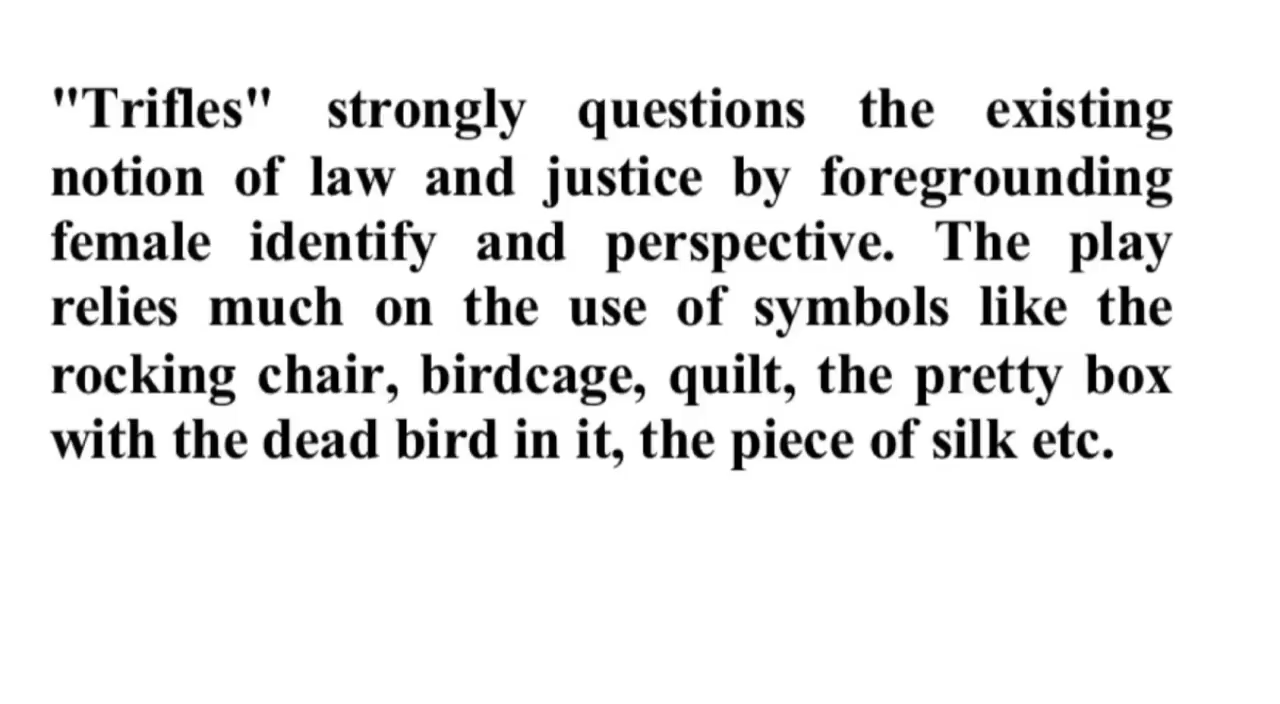 "Trifles" strongly questions the existing
notion of law and justice by foregrounding
female identify and perspective. The play
relies much on the use of symbols like the
rocking chair, birdcage, quilt, the pretty box
with the dead bird in it, the piece of silk etc.